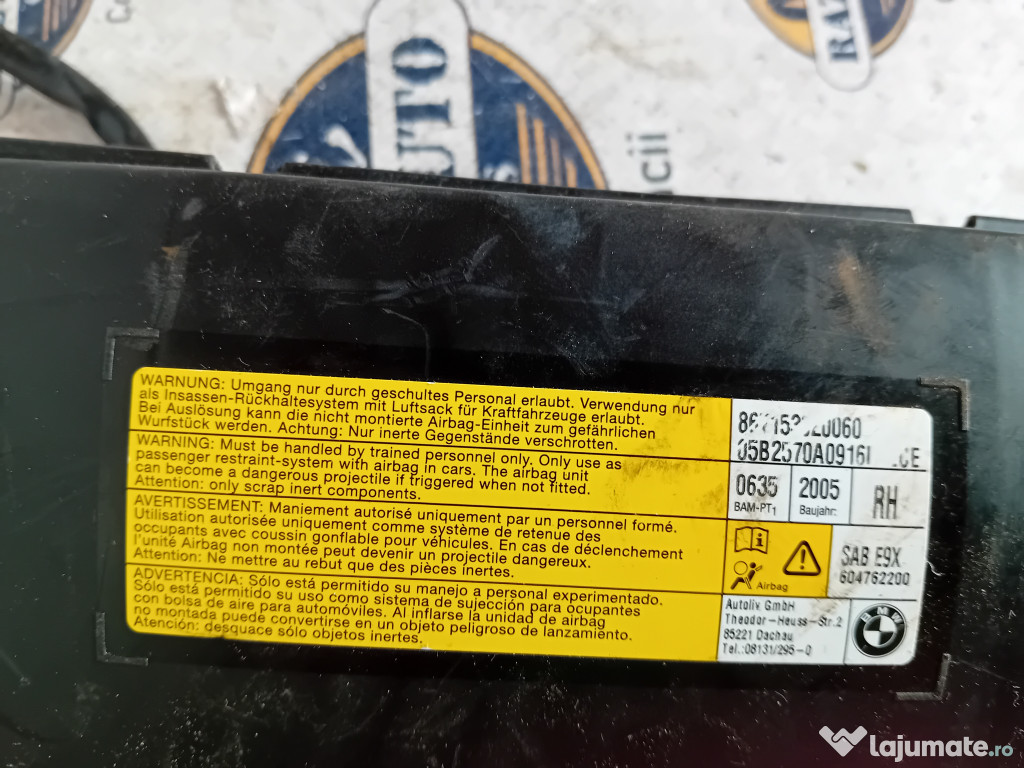 AUTO
RAZ
cii
WARNUNG: Umgang nur durch geschultes Personal erlaubt. Verwendung nur
als Insassen-Rückhaltesystem mit Luftsack für Kraftfahrzeuge erlaubt.
Bei Auslösung kann die nicht montierte Airbag-Einheit zum gefährlichen
Wurfstück werden. Achtung: Nur inerte Gegenstände verschrotten.
WARNING: Must be handled by trained personnel only. Only use as
passenger restraint-system with airbag in cars. The airbag unit
can become a dangerous projectile if triggered when not fitted.
Attention: only scrap inert components.
AVERTISSEMENT: Maniement autorisé uniquement par un personnel formé.
Utilisation autorisée uniquement comme système de retenue des
occupants avec coussin gonflable pour véhicules. En cas de déclenchement
l'unité Airbag non montée peut devenir un projectile dangereux.
Attention: Ne mettre au rebut que des pièces inertes.
ADVERTENCIA: Sólo está permitido su manejo a personal experimentado.
Sólo está permitido su uso como sistema de sujección para ocupantes
con bolsa de aire para automóviles. Al inflarse la unidad de airbag
no montada puede convertirse en un objeto peligroso de lanzamiento.
Atención: desguace sólo objetos inertes.
0635
BAM-PT1
2005
Baujahr:
RH
Airbag
SAB E9X
604762200
Autoliv GmbH
Theodor-Heuss-Str.2
85221 Dachau
Tel.:08131/295-0
BMW
lajumate.ro